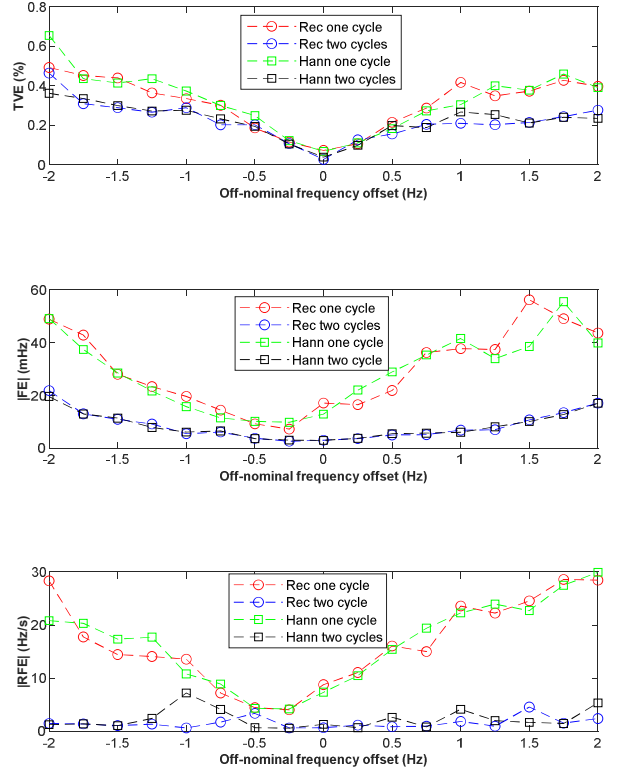 0.8
0.6
0.4
0.2
0
TVE (%)
Rec one cycle
Rec two cycles
Hann one cycle
Hann two cycles
-2 -1.5 -1 -0.5 0 0.5 1 1.5 2
Off-nominal frequency offset (Hz)
60
40
20
0
|FE| (mHz)
Rec one cycle
Rec two cycles
Hann one cycle
Hann two cycle
-2 -1.5 -1 -0.5 0 0.5 1 1.5 2
Off-nominal frequency offset (Hz)
30
20
10
0
|RFE| (Hz/s)
Rec one cycle
Rec two cycle
Hann one cycle
Hann two cycles
-2 -1.5 -1 -0.5 0 0.5 1 1.5 2
Off-nominal frequency offset (Hz)